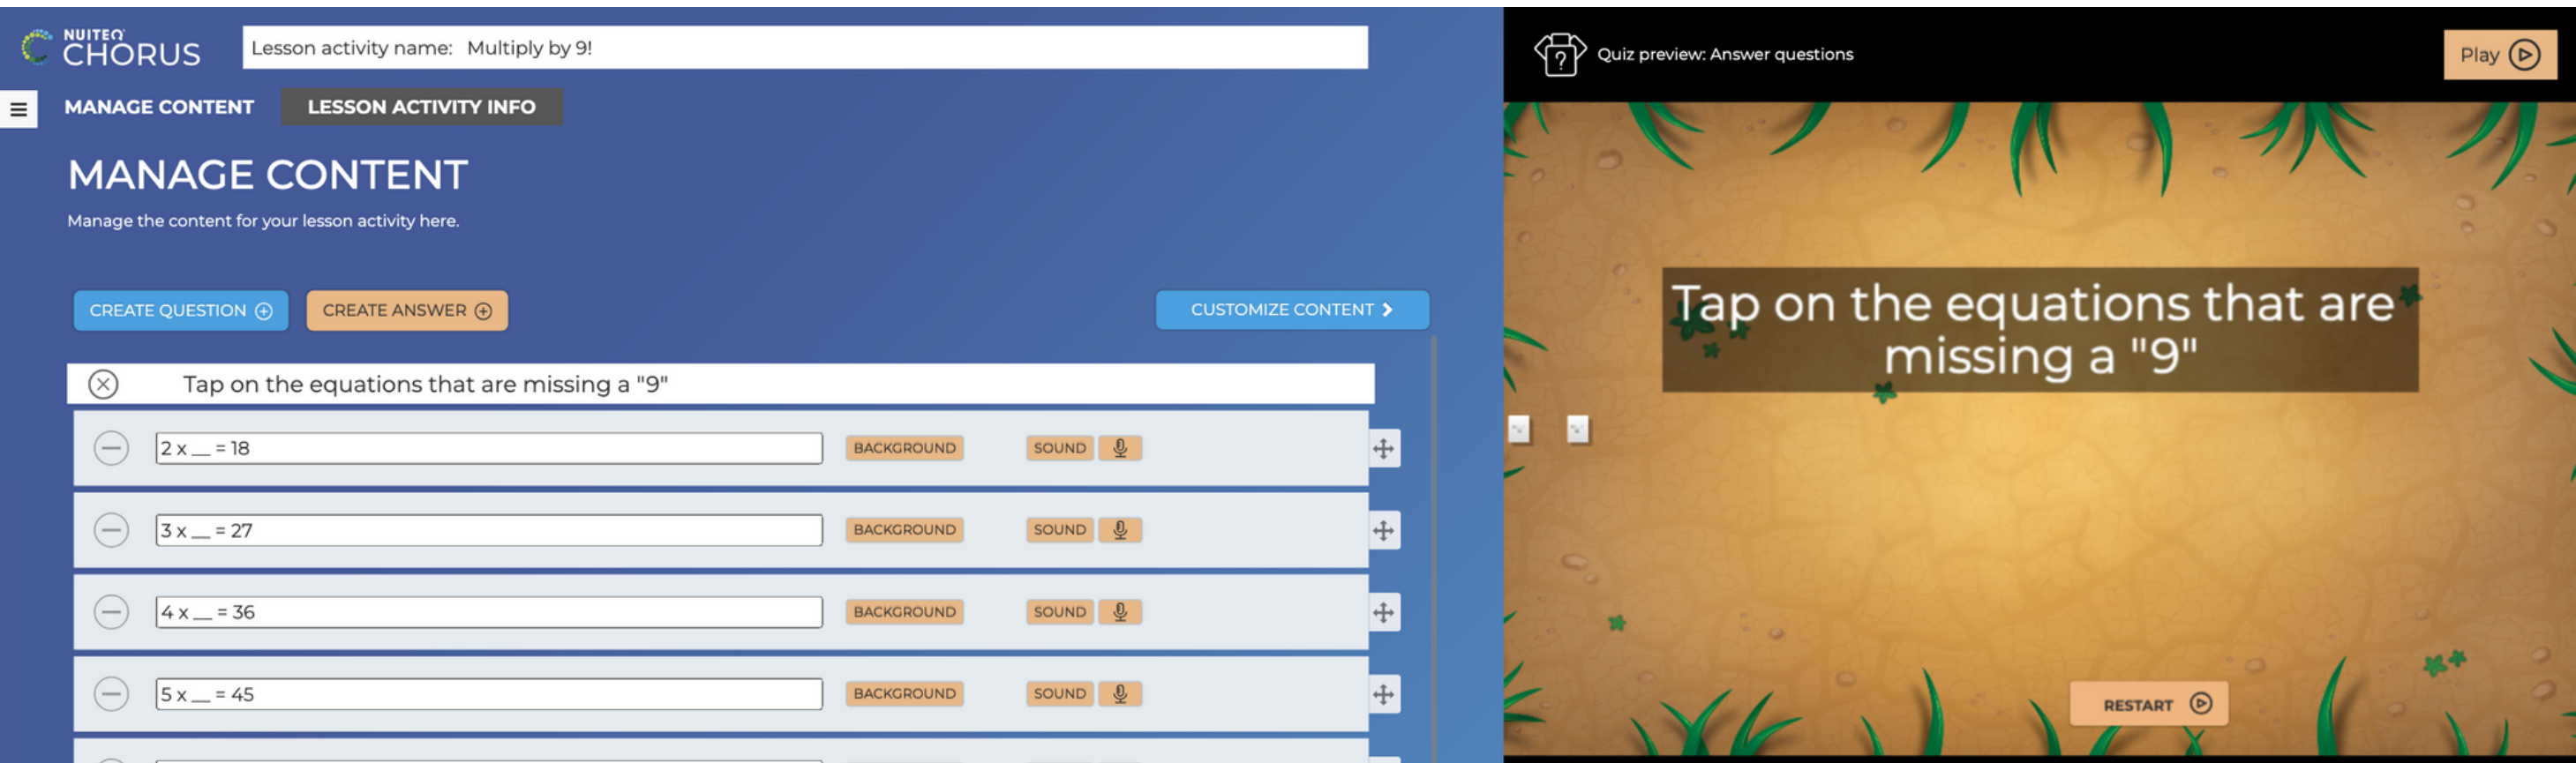 NUITEQ
CHORUS
Lesson activity name: Multiply by 9!
MANAGE CONTENT
LESSON ACTIVITY INFO
MANAGE CONTENT
Manage the content for your lesson activity here.
CREATE QUESTION
CREATE ANSWER
CUSTOMIZE CONTENT
Tap on the equations that are missing a "9"
2 x __ = 18
BACKGROUND
SOUND
3 x __ = 27
BACKGROUND
SOUND
4 x __ = 36
BACKGROUND
SOUND
5 x __ = 45
BACKGROUND
SOUND
Quiz preview: Answer questions
Play
Tap on the equations that are
missing a "9"
RESTART